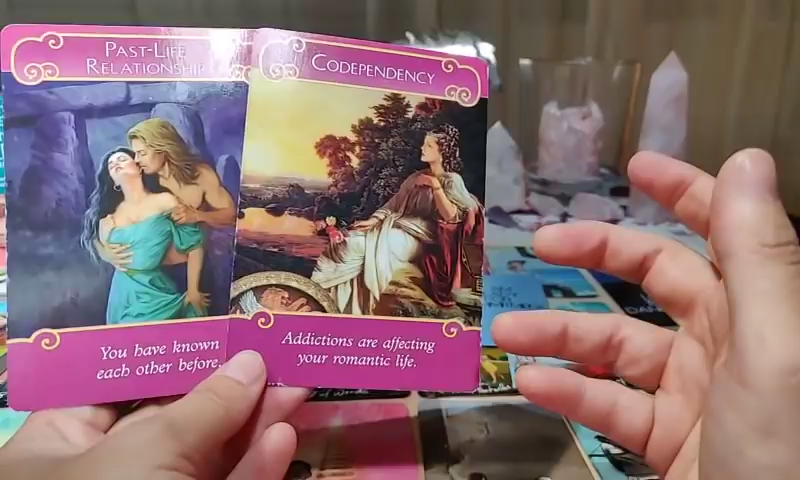 PAST-LIFE
RELATIONSHIP
You have known
each other before.
CODEPENDENCY
Addictions are affecting
your romantic life.